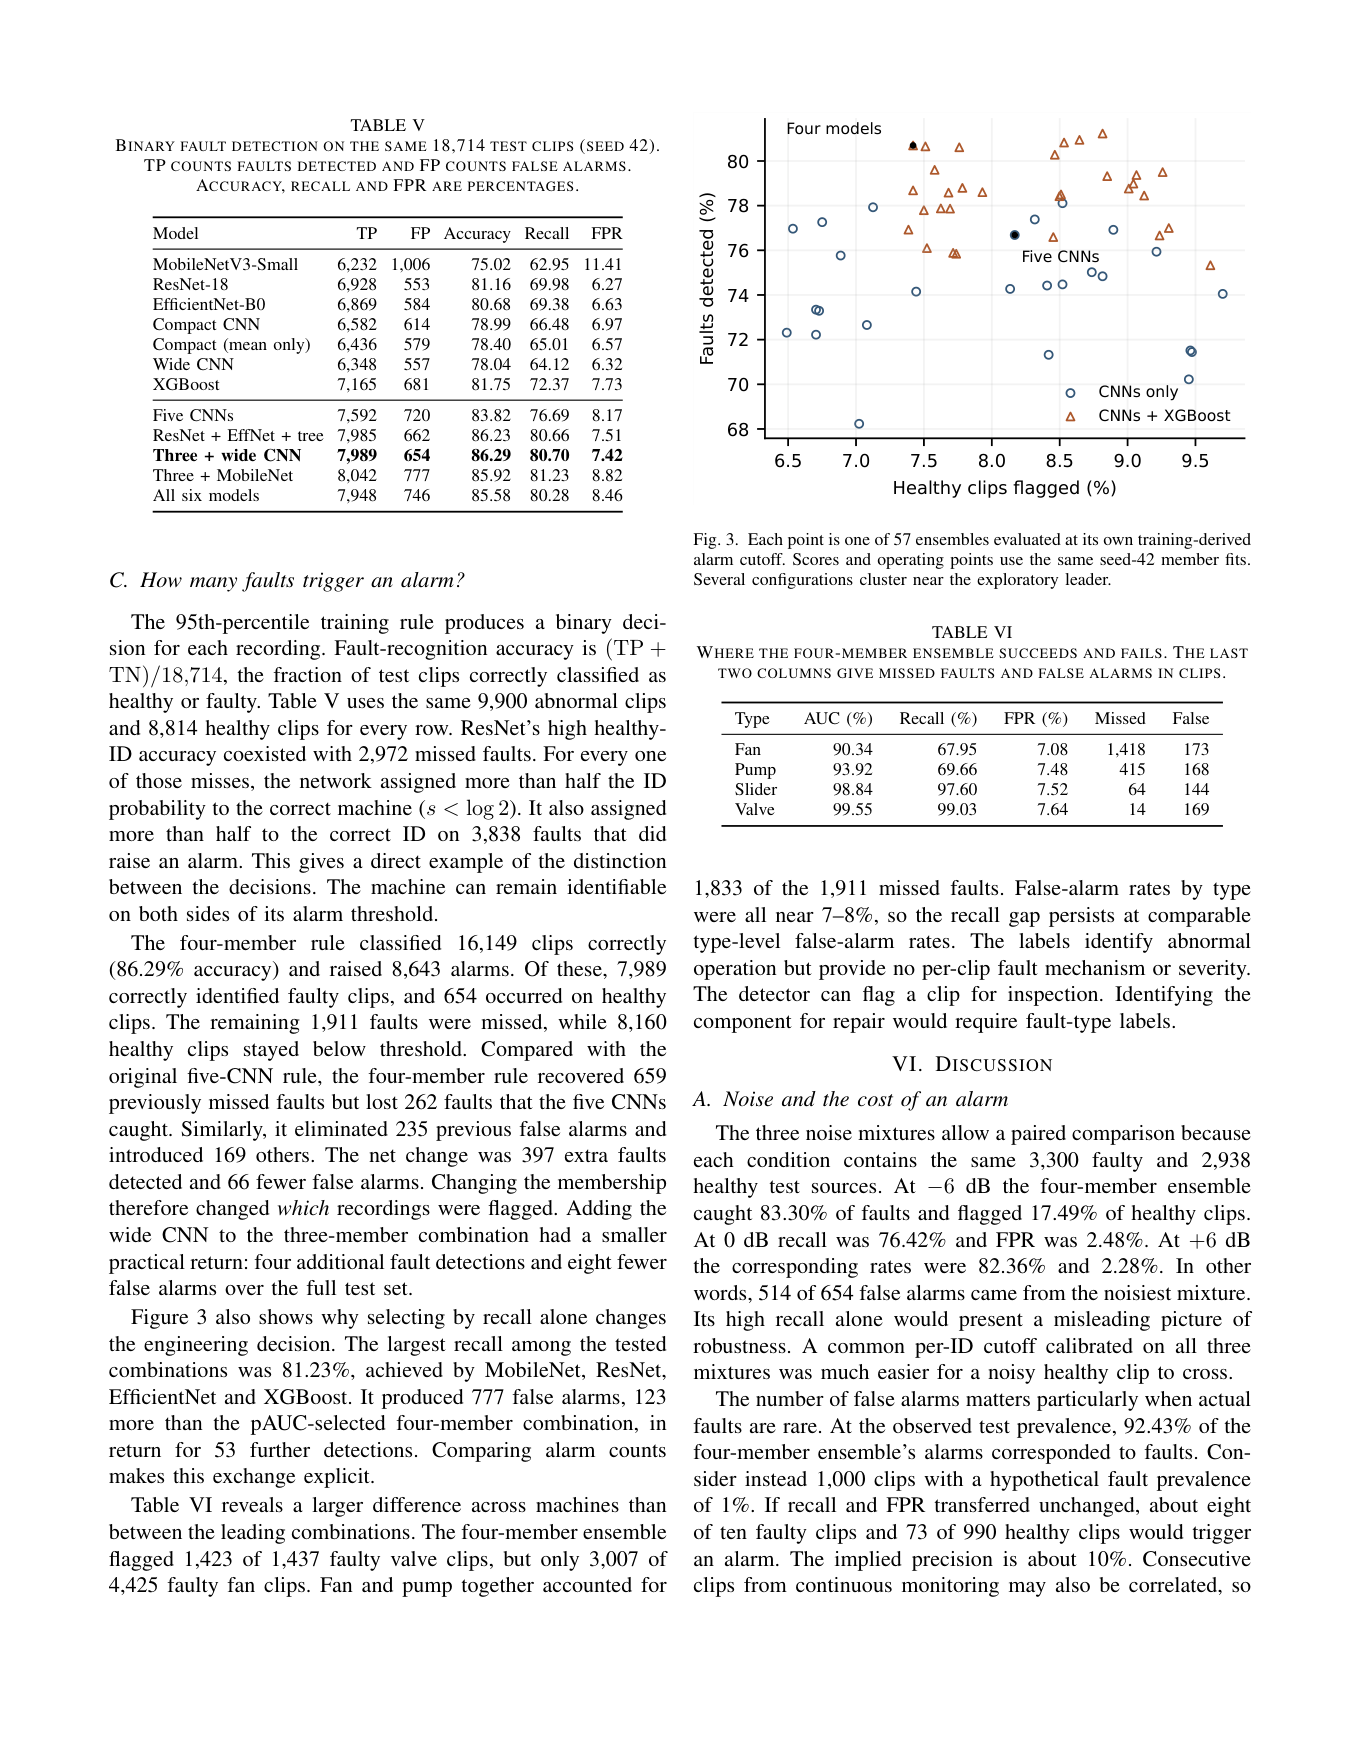 TABLE V
BINARY FAULT DETECTION ON THE SAME 18,714 TEST CLIPS (SEED 42).
TP COUNTS FAULTS DETECTED AND FP COUNTS FALSE ALARMS.
ACCURACY, RECALL AND FPR ARE PERCENTAGES.
Model TP FP Accuracy Recall FPR
MobileNetV3-Small 6,232 1,006 75.02 62.95 11.41
ResNet-18 6,928 553 81.16 69.98 6.27
EfficientNet-B0 6,869 584 80.68 69.38 6.63
Compact CNN 6,582 614 78.99 66.48 6.97
Compact (mean only) 6,436 579 78.40 65.01 6.57
Wide CNN 6,348 557 78.04 64.12 6.32
XGBoost 7,165 681 81.75 72.37 7.73
Five CNNs 7,592 720 83.82 76.69 8.17
ResNet + EffNet + tree 7,985 662 86.23 80.66 7.51
Three + wide CNN 7,989 654 86.29 80.70 7.42
Three + MobileNet 8,042 777 85.92 81.23 8.82
All six models 7,948 746 85.58 80.28 8.46
C. How many faults trigger an alarm?
The 95th-percentile training rule produces a binary deci-
sion for each recording. Fault-recognition accuracy is (TP +
TN)/18,714, the fraction of test clips correctly classified as
healthy or faulty. Table V uses the same 9,900 abnormal clips
and 8,814 healthy clips for every row. ResNet's high healthy-
ID accuracy coexisted with 2,972 missed faults. For every one
of those misses, the network assigned more than half the ID
probability to the correct machine (s < log 2). It also assigned
more than half to the correct ID on 3,838 faults that did
raise an alarm. This gives a direct example of the distinction
between the decisions. The machine can remain identifiable
on both sides of its alarm threshold.
The four-member rule classified 16,149 clips correctly
(86.29% accuracy) and raised 8,643 alarms. Of these, 7,989
correctly identified faulty clips, and 654 occurred on healthy
clips. The remaining 1,911 faults were missed, while 8,160
healthy clips stayed below threshold. Compared with the
original five-CNN rule, the four-member rule recovered 659
previously missed faults but lost 262 faults that the five CNNs
caught. Similarly, it eliminated 235 previous false alarms and
introduced 169 others. The net change was 397 extra faults
detected and 66 fewer false alarms. Changing the membership
therefore changed which recordings were flagged. Adding the
wide CNN to the three-member combination had a smaller
practical return: four additional fault detections and eight fewer
false alarms over the full test set.
Figure 3 also shows why selecting by recall alone changes
the engineering decision. The largest recall among the tested
combinations was 81.23%, achieved by MobileNet, ResNet,
EfficientNet and XGBoost. It produced 777 false alarms, 123
more than the pAUC-selected four-member combination, in
return for 53 further detections. Comparing alarm counts
makes this exchange explicit.
Table VI reveals a larger difference across machines than
between the leading combinations. The four-member ensemble
flagged 1,423 of 1,437 faulty valve clips, but only 3,007 of
4,425 faulty fan clips. Fan and pump together accounted for
Four models
Five CNNs
CNNs only
CNNs + XGBoost
80
78
76
74
72
70
68
Faults detected (%)
6.5 7.0 7.5 8.0 8.5 9.0 9.5
Healthy clips flagged (%)
Fig. 3. Each point is one of 57 ensembles evaluated at its own training-derived
alarm cutoff. Scores and operating points use the same seed-42 member fits.
Several configurations cluster near the exploratory leader.
TABLE VI
WHERE THE FOUR-MEMBER ENSEMBLE SUCCEEDS AND FAILS. THE LAST
TWO COLUMNS GIVE MISSED FAULTS AND FALSE ALARMS IN CLIPS.
Type AUC (%) Recall (%) FPR (%) Missed False
Fan 90.34 67.95 7.08 1,418 173
Pump 93.92 69.66 7.48 415 168
Slider 98.84 97.60 7.52 64 144
Valve 99.55 99.03 7.64 14 169
1,833 of the 1,911 missed faults. False-alarm rates by type
were all near 7–8%, so the recall gap persists at comparable
type-level false-alarm rates. The labels identify abnormal
operation but provide no per-clip fault mechanism or severity.
The detector can flag a clip for inspection. Identifying the
component for repair would require fault-type labels.
VI. DISCUSSION
A. Noise and the cost of an alarm
The three noise mixtures allow a paired comparison because
each condition contains the same 3,300 faulty and 2,938
healthy test sources. At −6 dB the four-member ensemble
caught 83.30% of faults and flagged 17.49% of healthy clips.
At 0 dB recall was 76.42% and FPR was 2.48%. At +6 dB
the corresponding rates were 82.36% and 2.28%. In other
words, 514 of 654 false alarms came from the noisiest mixture.
Its high recall alone would present a misleading picture of
robustness. A common per-ID cutoff calibrated on all three
mixtures was much easier for a noisy healthy clip to cross.
The number of false alarms matters particularly when actual
faults are rare. At the observed test prevalence, 92.43% of the
four-member ensemble's alarms corresponded to faults. Con-
sider instead 1,000 clips with a hypothetical fault prevalence
of 1%. If recall and FPR transferred unchanged, about eight
of ten faulty clips and 73 of 990 healthy clips would trigger
an alarm. The implied precision is about 10%. Consecutive
clips from continuous monitoring may also be correlated, so